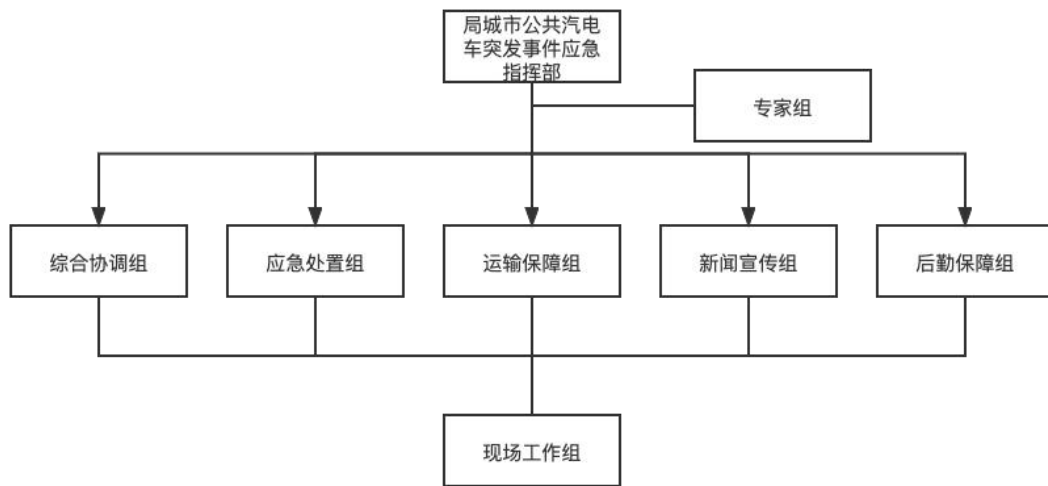 局城市公共汽电
车突发事件应急
指挥部
专家组
综合协调组
应急处置组
运输保障组
新闻宣传组
后勤保障组
现场工作组